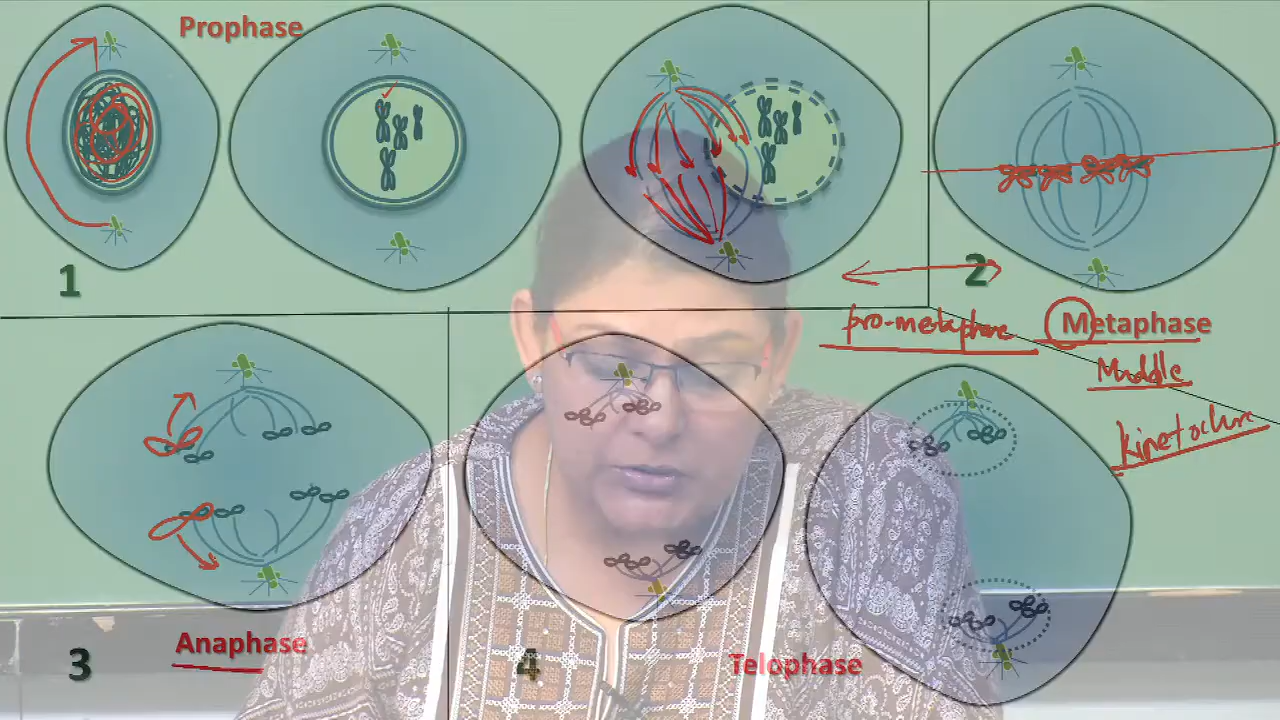 Prophase
1
2
pro-metaphase
Metaphase
Middle
kinetochore
3
Anaphase
4
Telophase